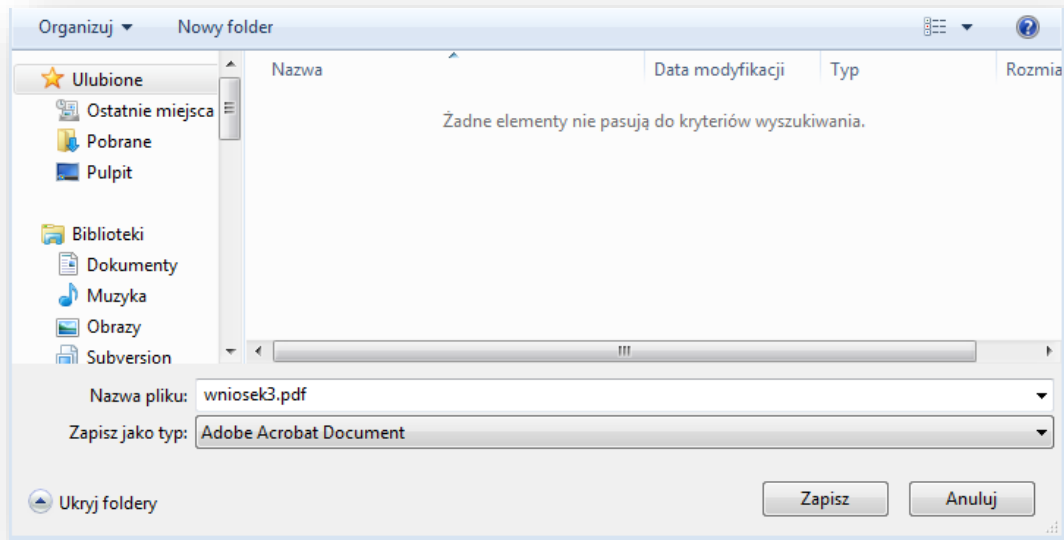 Organizuj Nowy folder
Ulubione
Ostatnie miejsca
Pobrane
Pulpit
Biblioteki
Dokumenty
Muzyka
Obrazy
Subversion
Nazwa Data modyfikacji Typ Rozmia
Żadne elementy nie pasują do kryteriów wyszukiwania.
Nazwa pliku: wniosek3.pdf
Zapisz jako typ: Adobe Acrobat Document
Ukryj foldery Zapisz Anuluj